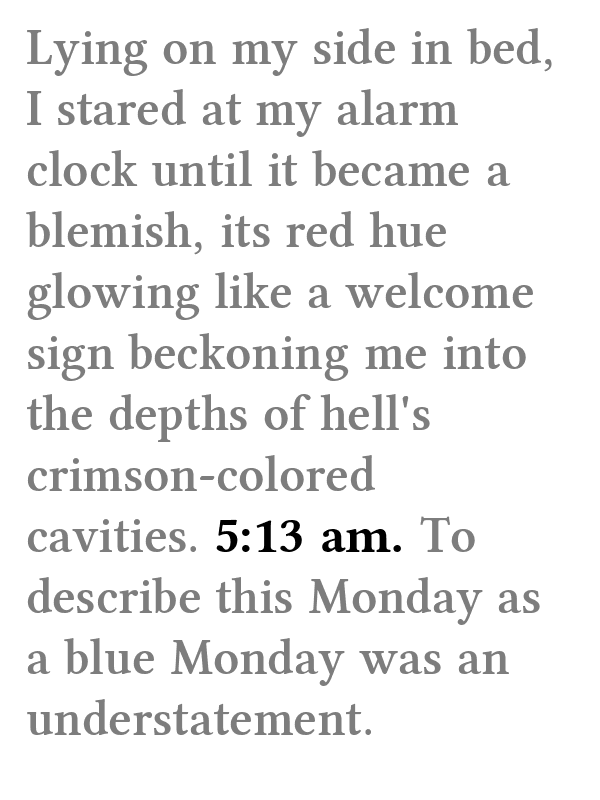 Lying on my side in bed,
I stared at my alarm
clock until it became a
blemish, its red hue
glowing like a welcome
sign beckoning me into
the depths of hell's
crimson-colored
cavities. 5:13 am. To
describe this Monday as
a blue Monday was an
understatement.